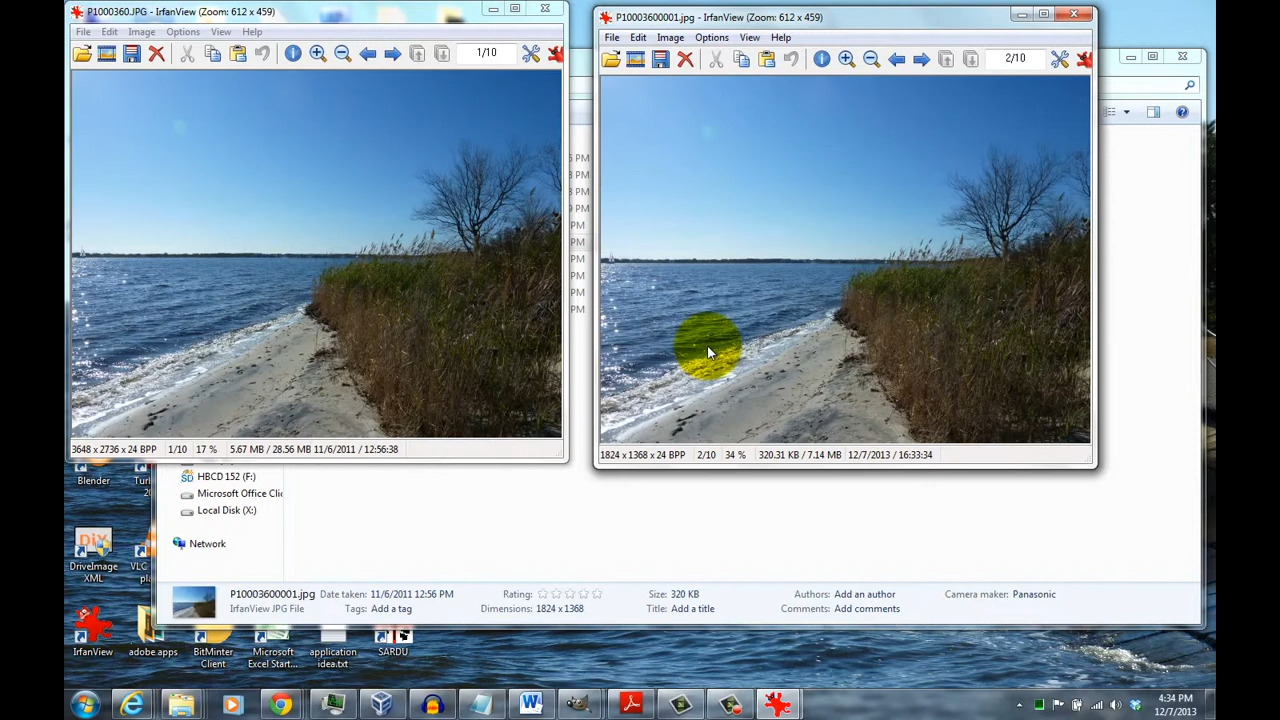 P1000360.JPG - IrfanView (Zoom: 612 x 459)
File Edit Image Options View Help
1/10
3648 x 2736 x 24 BPP 1/10 17 % 5.67 MB / 28.56 MB 11/6/2011 / 12:56:38
P10003600001.jpg - IrfanView (Zoom: 612 x 459)
File Edit Image Options View Help
2/10
1824 x 1368 x 24 BPP 2/10 34 % 320.31 KB / 7.14 MB 12/7/2013 / 16:33:34
PM
PM
PM
PM
PM
PM
PM
PM
PM
PM
HBCD 152 (F:)
Microsoft Office Clic
Local Disk (X:)
Network
P10003600001.jpg Date taken: 11/6/2011 12:56 PM Rating: Size: 320 KB Authors: Add an author Camera maker: Panasonic
IrfanView JPG File Tags: Add a tag Dimensions: 1824 x 1368 Title: Add a title Comments: Add comments
Blender
DiX
DriveImage
XML
VLC
IrfanView
adobe apps
BitMinter
Client
Microsoft
Excel Start...
application
idea.txt
SARDU
4:34 PM
12/7/2013